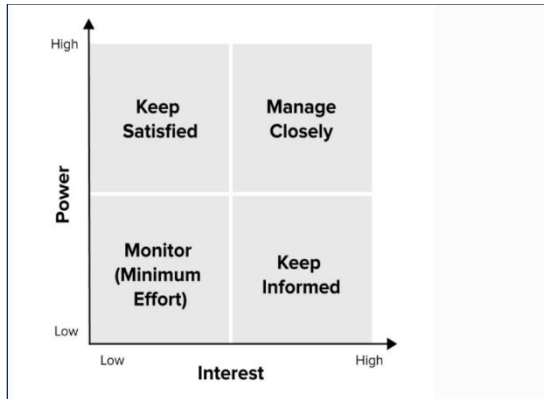 High
Keep
Satisfied
Manage
Closely
Power
Monitor
(Minimum
Effort)
Keep
Informed
Low
Low
High
Interest